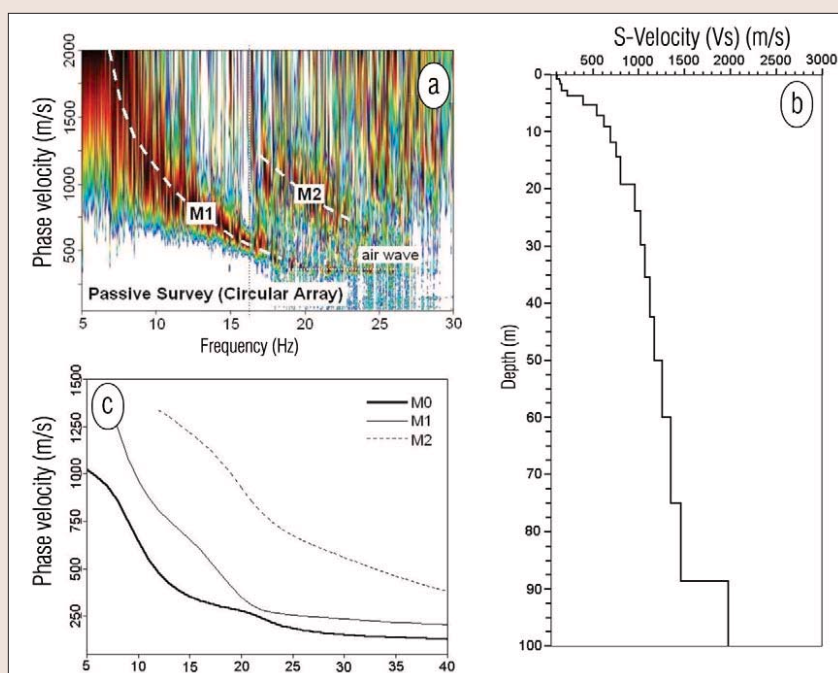 2000
1500
1000
500
Phase velocity (m/s)
a
M1
M2
air wave
Passive Survey (Circular Array)
5 10 15 20 25 30
Frequency (Hz)
S-Velocity (Vs) (m/s)
500 1000 1500 2000 2500 3000
b
0
10
20
30
40
50
60
70
80
90
100
Depth (m)
1500
1250
1000
750
500
250
Phase velocity (m/s)
c
M0
M1
M2
5 10 15 20 25 30 35 40